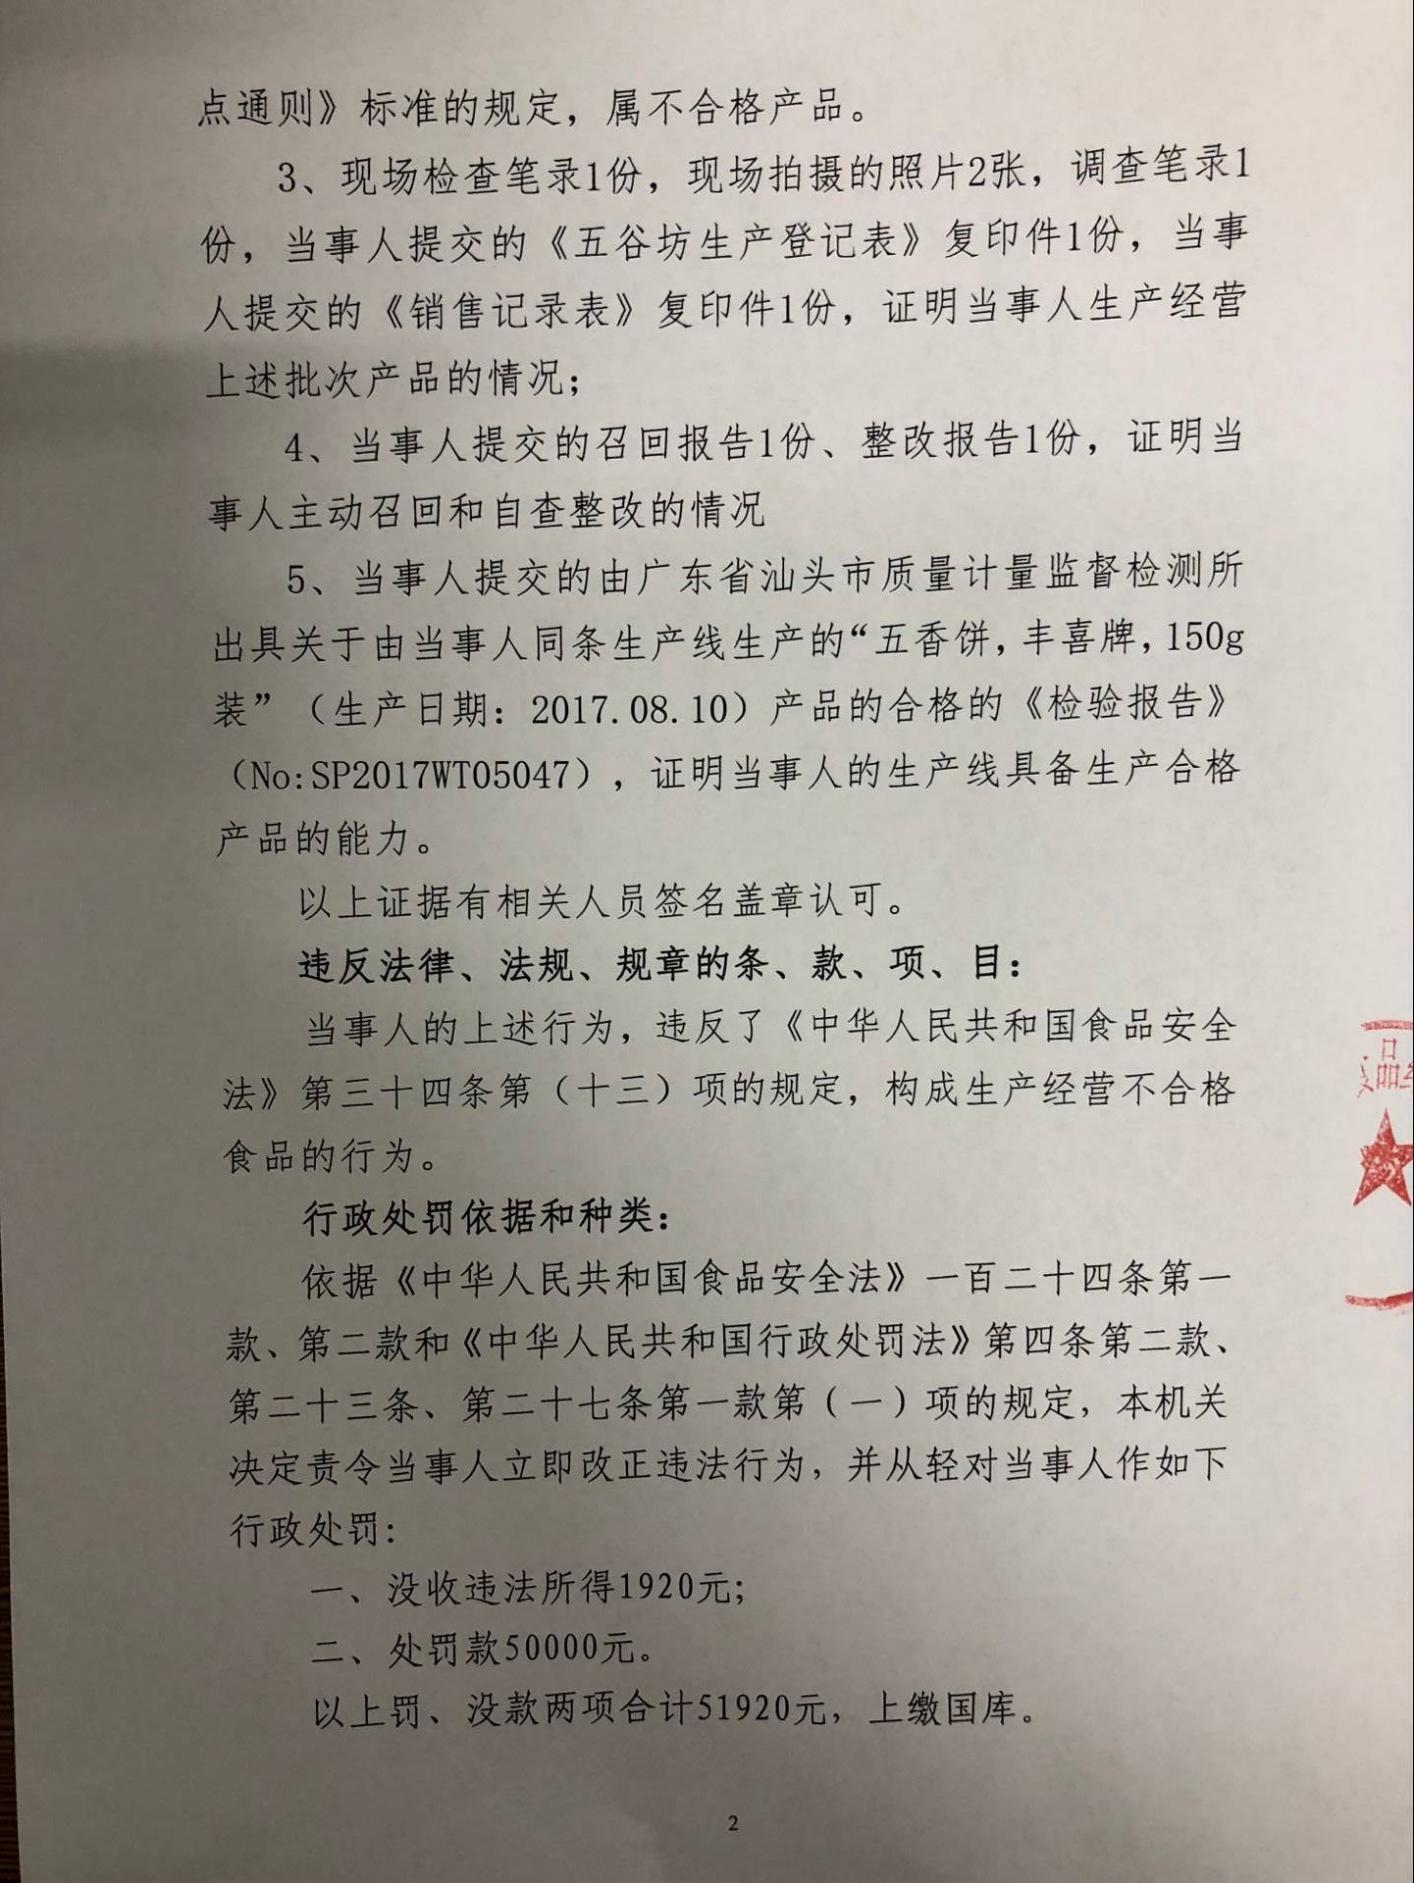 点通则》标准的规定，属不合格产品。
3、现场检查笔录1份，现场拍摄的照片2张，调查笔录1
份，当事人提交的《五谷坊生产登记表》复印件1份，当事
人提交的《销售记录表》复印件1份，证明当事人生产经营
上述批次产品的情况；
4、当事人提交的召回报告1份、整改报告1份，证明当
事人主动召回和自查整改的情况
5、当事人提交的由广东省汕头市质量计量监督检测所
出具关于由当事人同条生产线生产的“五香饼，丰喜牌，150g
装”（生产日期：2017.08.10）产品的合格的《检验报告》
（No:SP2017WT05047），证明当事人的生产线具备生产合格
产品的能力。
以上证据有相关人员签名盖章认可。
违反法律、法规、规章的条、款、项、目：
当事人的上述行为，违反了《中华人民共和国食品安全
法》第三十四条第（十三）项的规定，构成生产经营不合格
食品的行为。
行政处罚依据和种类：
依据《中华人民共和国食品安全法》一百二十四条第一
款、第二款和《中华人民共和国行政处罚法》第四条第二款、
第二十三条、第二十七条第一款第（一）项的规定，本机关
决定责令当事人立即改正违法行为，并从轻对当事人作如下
行政处罚：
一、没收违法所得1920元；
二、处罚款50000元。
以上罚、没款两项合计51920元，上缴国库。
2
品